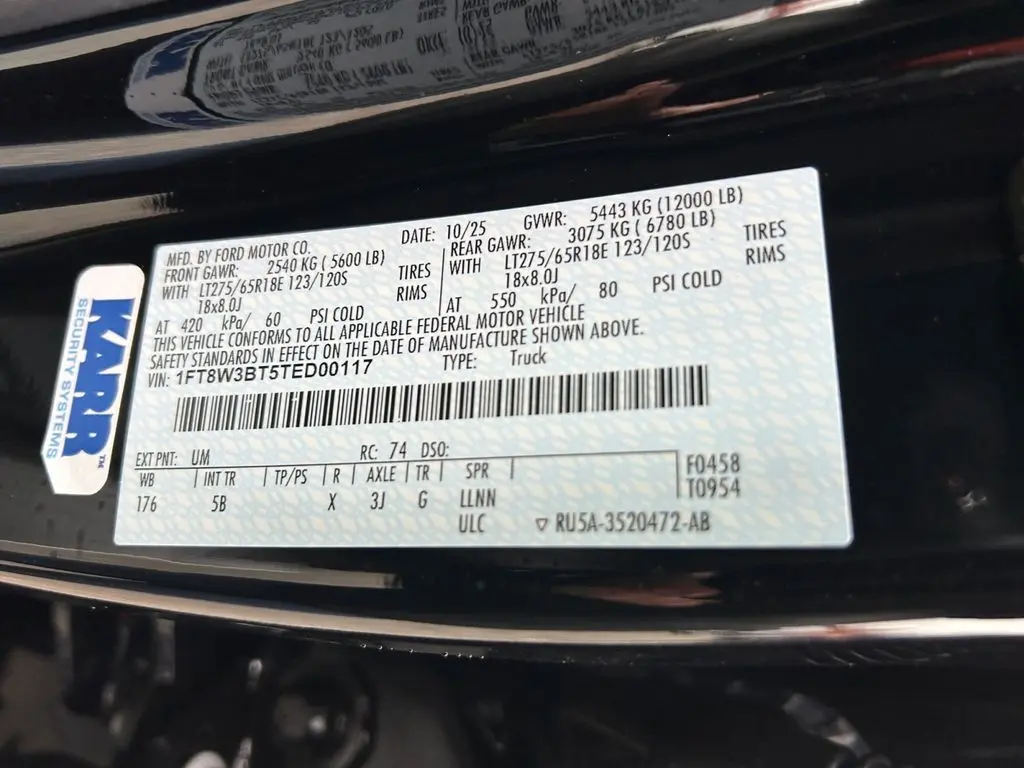 MFD. BY FORD MOTOR CO.
DATE: 10/25 GVWR: 5443 KG (12000 LB)
FRONT GAWR: 2540 KG (5600 LB)
REAR GAWR: 3075 KG (6780 LB)
WITH LT275/65R18E 123/120S TIRES
WITH LT275/65R18E 123/120S TIRES
18x8.0J RIMS
18x8.0J RIMS
AT 420 kPa/ 60 PSI COLD
AT 550 kPa/ 80 PSI COLD
THIS VEHICLE CONFORMS TO ALL APPLICABLE FEDERAL MOTOR VEHICLE
SAFETY STANDARDS IN EFFECT ON THE DATE OF MANUFACTURE SHOWN ABOVE.
VIN: 1FT8W3BT5TED00117
TYPE: Truck
EXT PNT: UM RC: 74 DSO:
WB INT TR TP/PS R AXLE TR SPR
176 5B X 3J G LLNN
ULC
F0458
T0954
▽ RU5A-3520472-AB
KARR™
SECURITY SYSTEMS